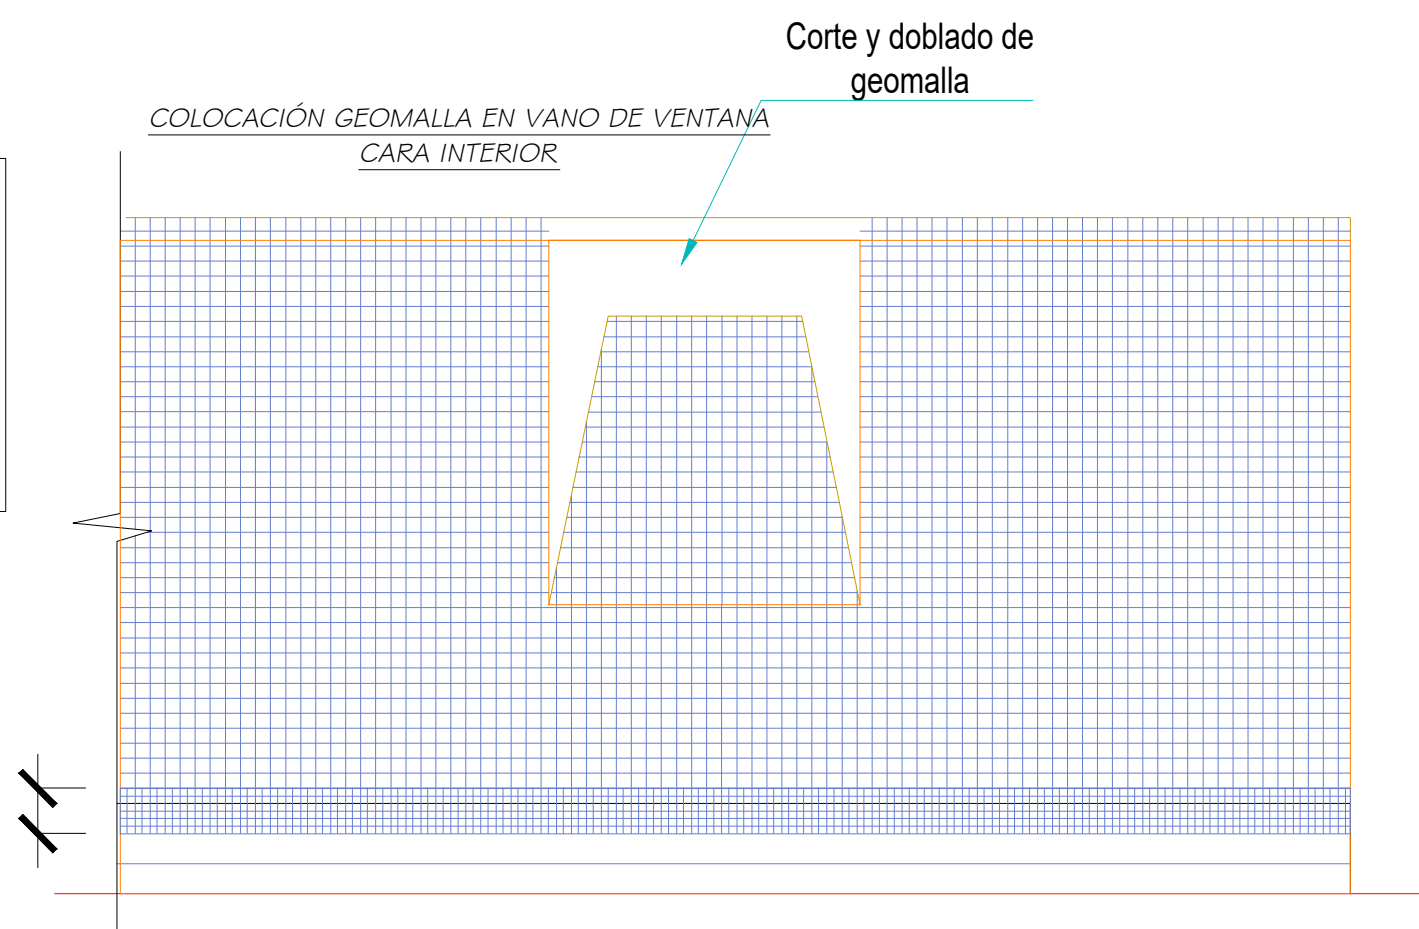 Corte y doblado de
geomalla
COLOCACIÓN GEOMALLA EN VANO DE VENTANA
CARA INTERIOR